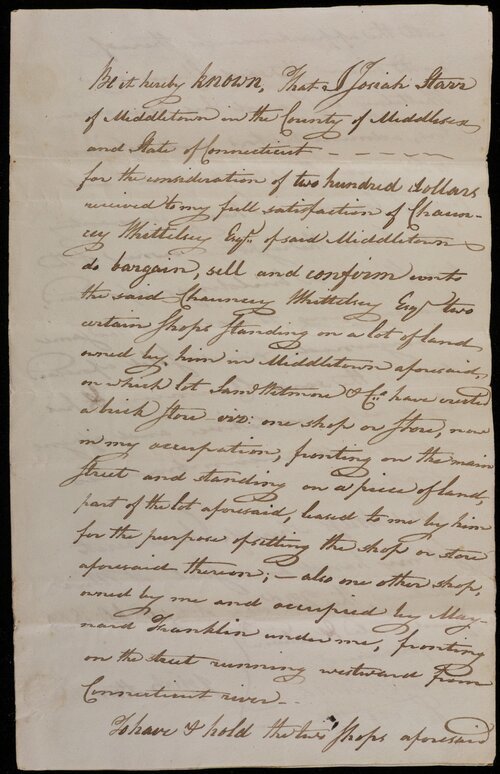 Be it hereby known, That I Josiah Starr
of Middletown in the County of Middlesex
and State of Connecticut - - - - -
for the consideration of two hundred dollars
received to my full satisfaction of Chaun-
cey Whittelsey Esqr. of said Middletown
do bargain, sell and confirm unto
the said Chauncey Whittelsey Esqr two
certain Shops standing on a lot of land
owned by him in Middletown aforesaid,
on which lot Saml Wetmore & Co. have erected
a brick Store viz: one shop or store, now
in my occupation, fronting on the main
street and standing on a piece of land,
part of the lot aforesaid, leased to me by him
for the purpose of setting the shop or store
aforesaid thereon; - also one other shop,
owned by me and occupied by May-
nard Franklin under me, fronting
on the street running westward from
Connecticut river -
To have & hold the two Shops aforesaid